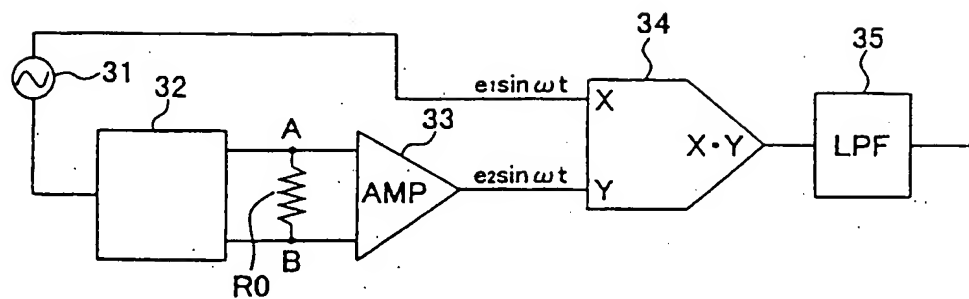 34
35
31
32
e1sin ωt
X
A
33
X・Y
LPF
AMP
e2sin ωt
Y
B
R0